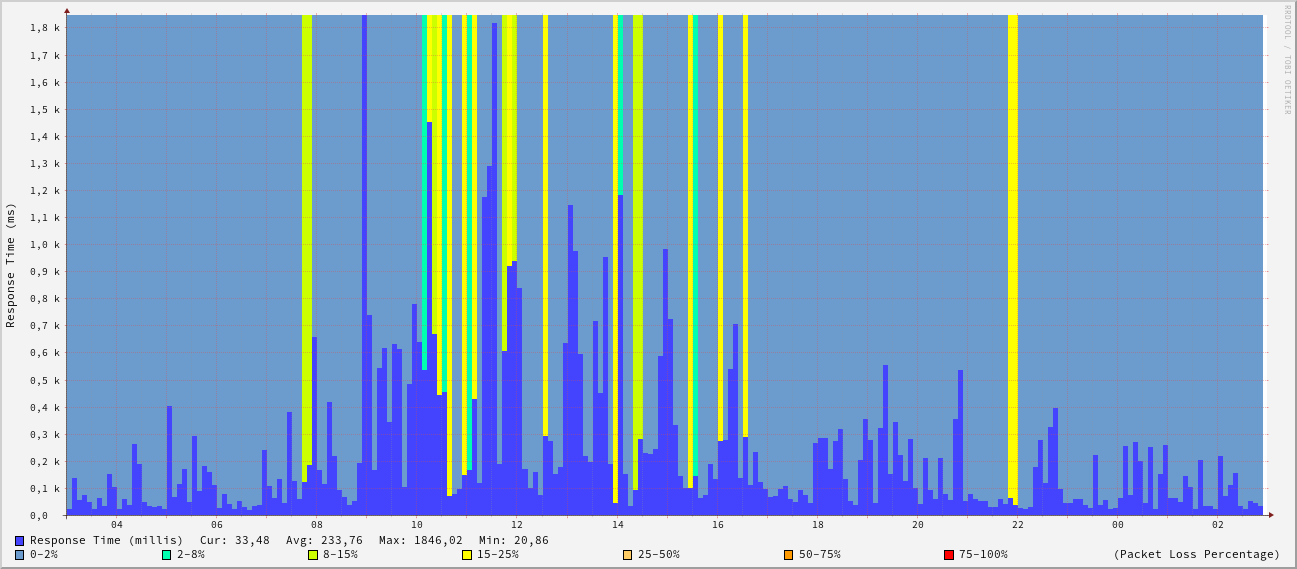 RRDTOOL / TOBI OETIKER
Response Time (ms)
1,8 k
1,7 k
1,6 k
1,5 k
1,4 k
1,3 k
1,2 k
1,1 k
1,0 k
0,9 k
0,8 k
0,7 k
0,6 k
0,5 k
0,4 k
0,3 k
0,2 k
0,1 k
0,0
04 06 08 10 12 14 16 18 20 22 00 02
Response Time (millis) Cur: 33,48 Avg: 233,76 Max: 1846,02 Min: 20,86
0-2% 2-8% 8-15% 15-25% 25-50% 50-75% 75-100% (Packet Loss Percentage)